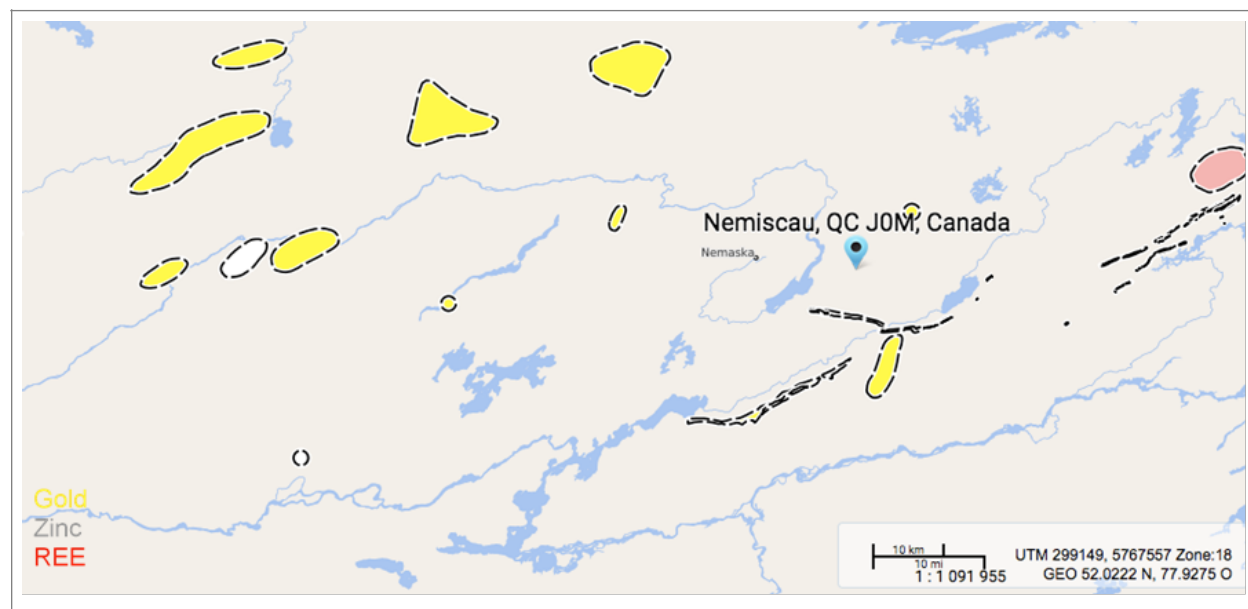 Nemiscau, QC J0M, Canada
Nemaska
Gold
Zinc
REE
10 km
10 mi
1 : 1 091 955
UTM 299149, 5767557 Zone:18
GEO 52.0222 N, 77.9275 O